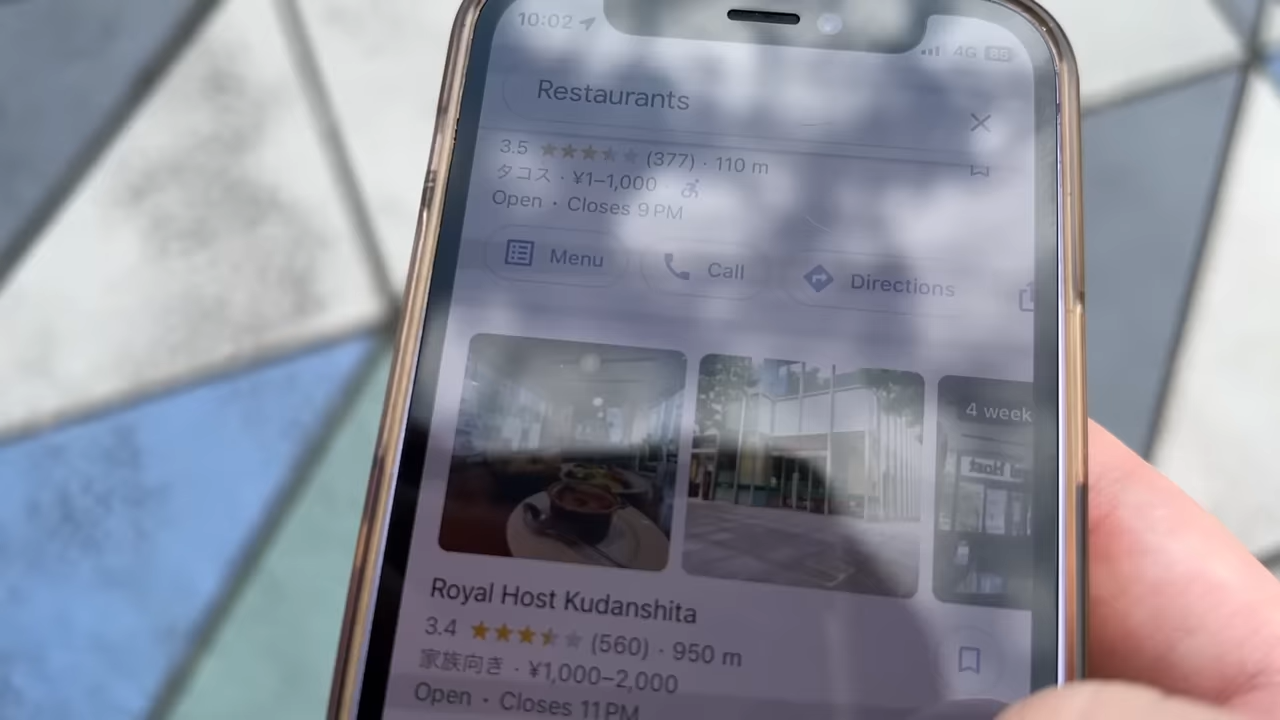 10:02
4G 86
Restaurants
3.5 (377) · 110 m
タコス · ¥1–1,000 ·
Open · Closes 9 PM
Menu
Call
Directions
4 week
Royal Host Kudanshita
3.4 (560) · 950 m
家族向き · ¥1,000–2,000
Open · Closes 11 PM